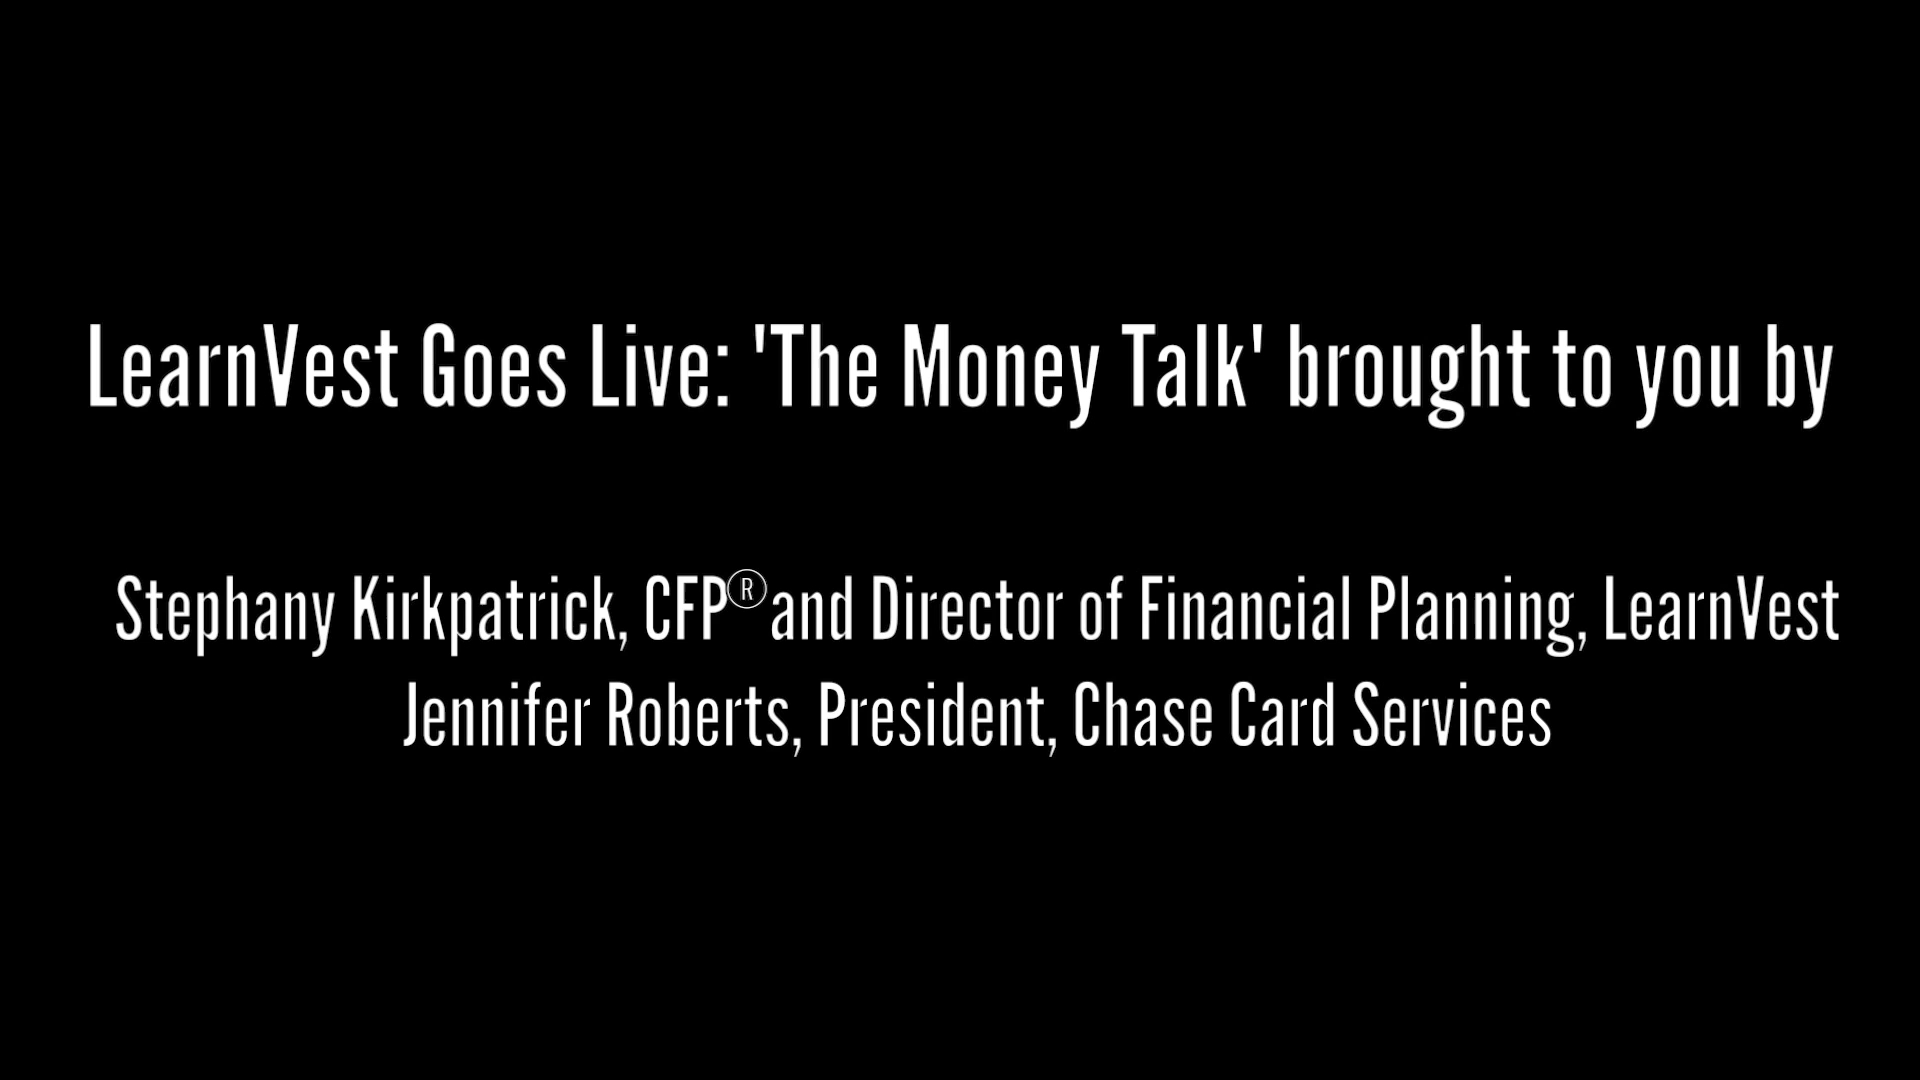 LearnVest Goes Live: 'The Money Talk' brought to you by
Stephany Kirkpatrick, CFP® and Director of Financial Planning, LearnVest
Jennifer Roberts, President, Chase Card Services